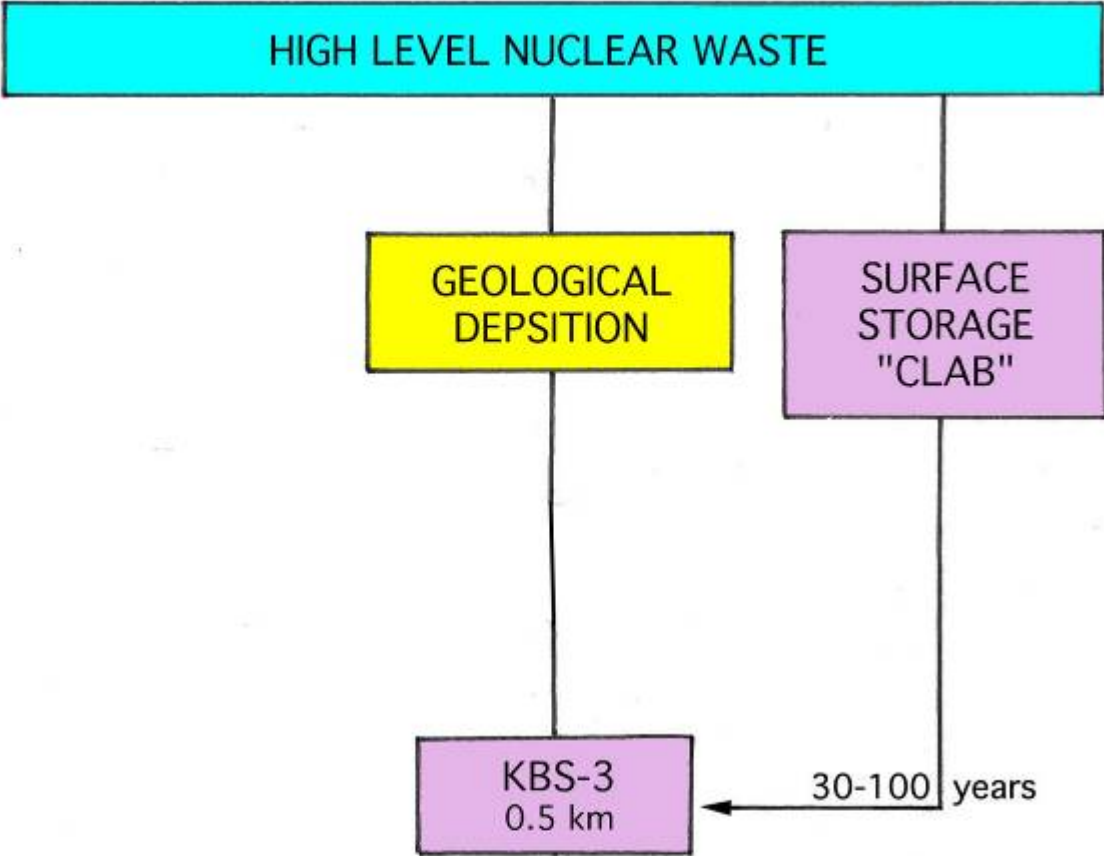 HIGH LEVEL NUCLEAR WASTE
GEOLOGICAL
DEPSITION
SURFACE
STORAGE
"CLAB"
KBS-3
0.5 km
30-100 years